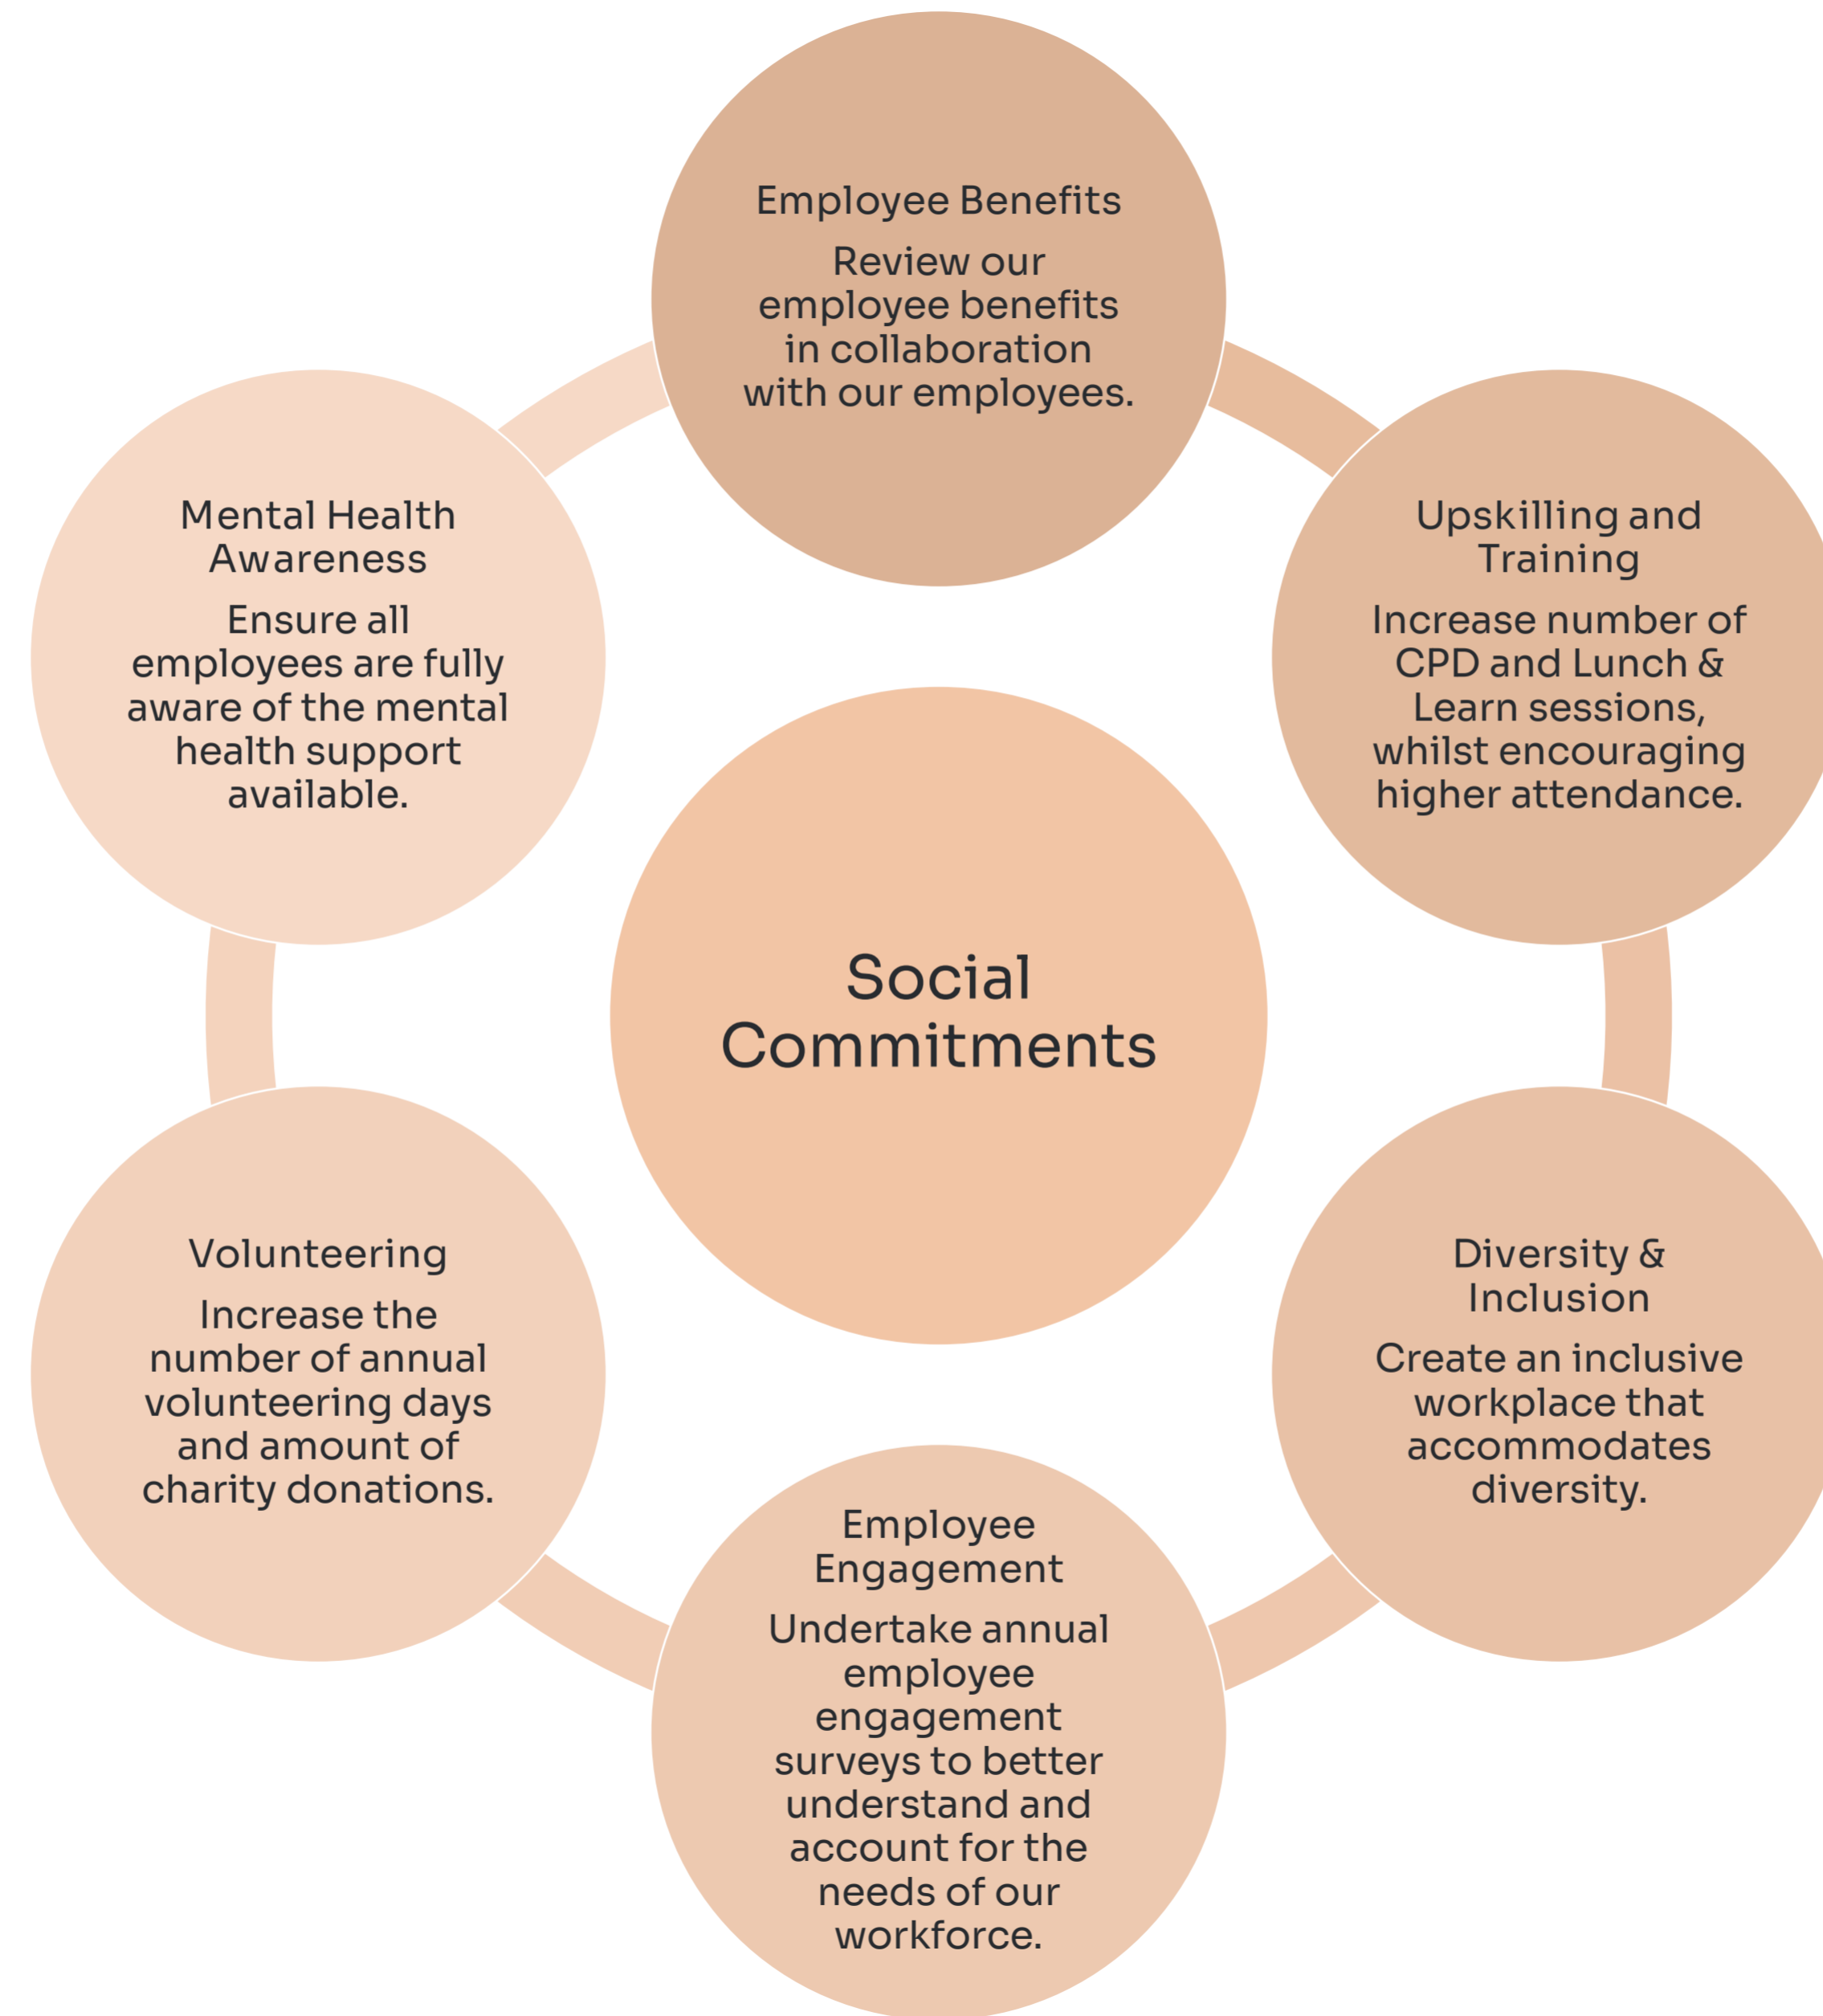 Employee Benefits
Review our
employee benefits
in collaboration
with our employees.
Upskilling and
Training
Increase number of
CPD and Lunch &
Learn sessions,
whilst encouraging
higher attendance.
Diversity &
Inclusion
Create an inclusive
workplace that
accommodates
diversity.
Employee
Engagement
Undertake annual
employee
engagement
surveys to better
understand and
account for the
needs of our
workforce.
Volunteering
Increase the
number of annual
volunteering days
and amount of
charity donations.
Mental Health
Awareness
Ensure all
employees are fully
aware of the mental
health support
available.
Social
Commitments